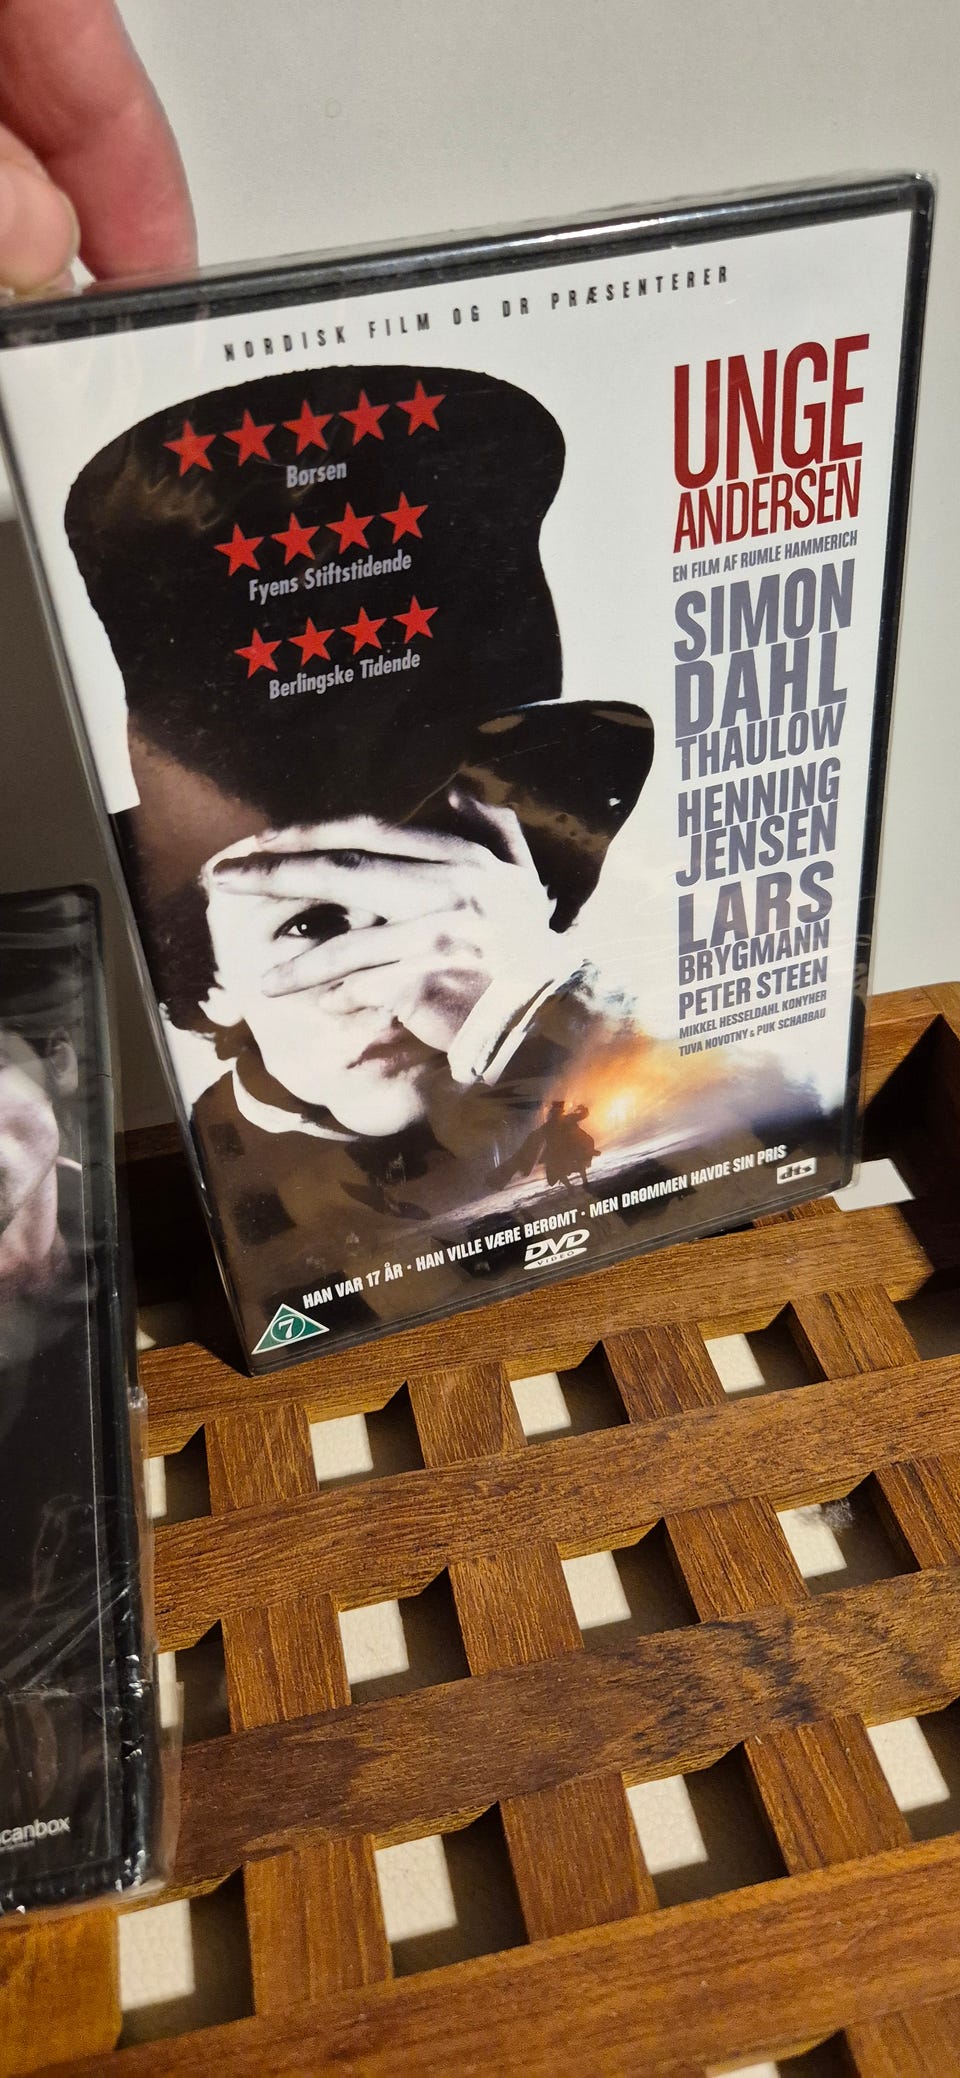 NORDISK FILM OG DR PRÆSENTERER
Børsen
Fyens Stiftstidende
Berlingske Tidende
UNGE
ANDERSEN
EN FILM AF RUMLE HAMMERICH
SIMON
DAHL
THAULOW
HENNING
JENSEN
LARS
BRYGMANN
PETER STEEN
MIKKEL HESSELDAHL KONYHER
TUVA NOVOTNY & PUK SCHARBAU
HAN VAR 17 ÅR · HAN VILLE VÆRE BERØMT · MEN DRØMMEN HAVDE SIN PRIS
dts
DVD
VIDEO
7
canbox